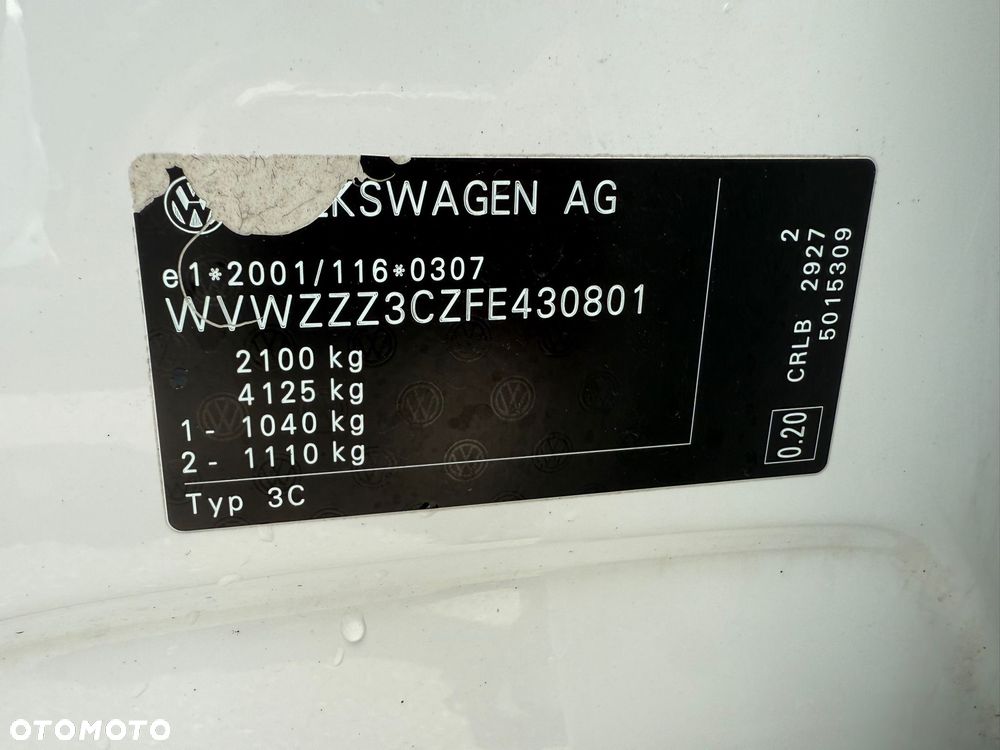 LKSWAGEN AG
e1*2001/116*0307
WVWZZZ3CZFE430801
2100 kg
4125 kg
1- 1040 kg
2- 1110 kg
Typ 3C
0.20 CRLB 2927 2
5015309
OTOMOTO